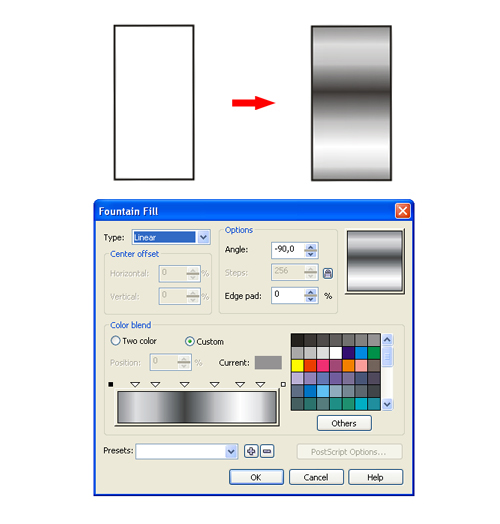 Fountain Fill
Type: Linear
Options
Angle: -90,0
Steps: 256
Edge pad: 0 %
Center offset
Horizontal: 0 %
Vertical: 0 %
Color blend
Two color
Custom
Position: 0 %
Current:
Others
Presets:
PostScript Options...
OK
Cancel
Help